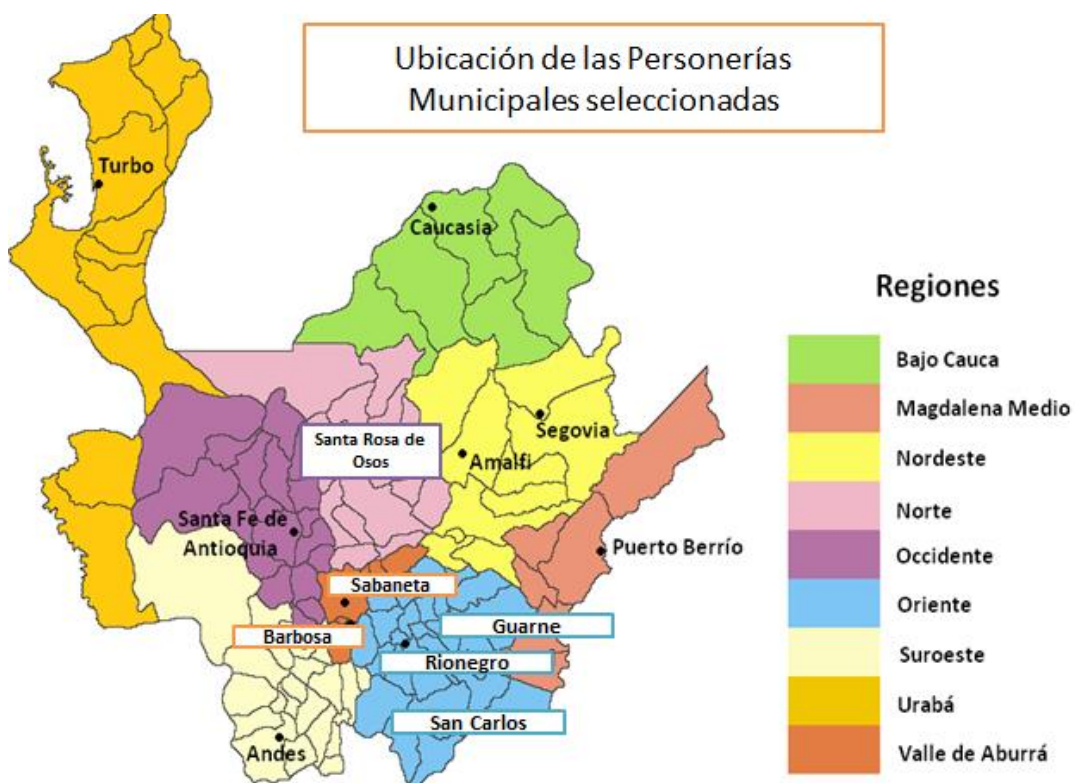 Ubicación de las Personerías
Municipales seleccionadas
Turbo
Caucasia
Regiones
Bajo Cauca
Magdalena Medio
Nordeste
Norte
Occidente
Oriente
Suroeste
Urabá
Valle de Aburrá
Segovia
Santa Rosa de
Osos
Amalfi
Santa Fe de
Antioquia
Puerto Berrío
Sabaneta
Guarne
Barbosa
Rionegro
San Carlos
Andes